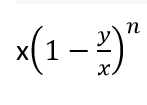 x(1 − y/x)ⁿ